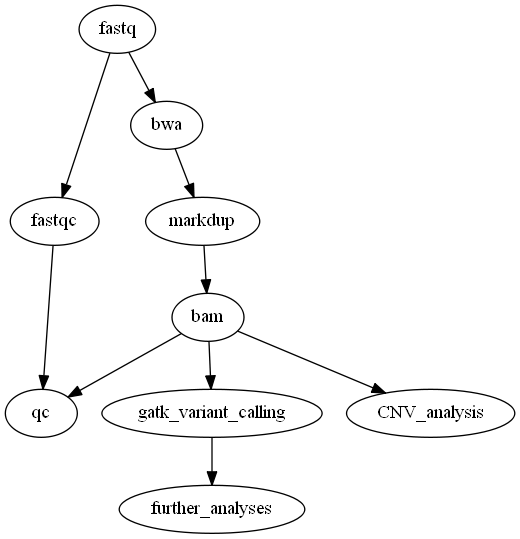 fastq
bwa
fastqc
markdup
bam
qc
gatk_variant_calling
CNV_analysis
further_analyses